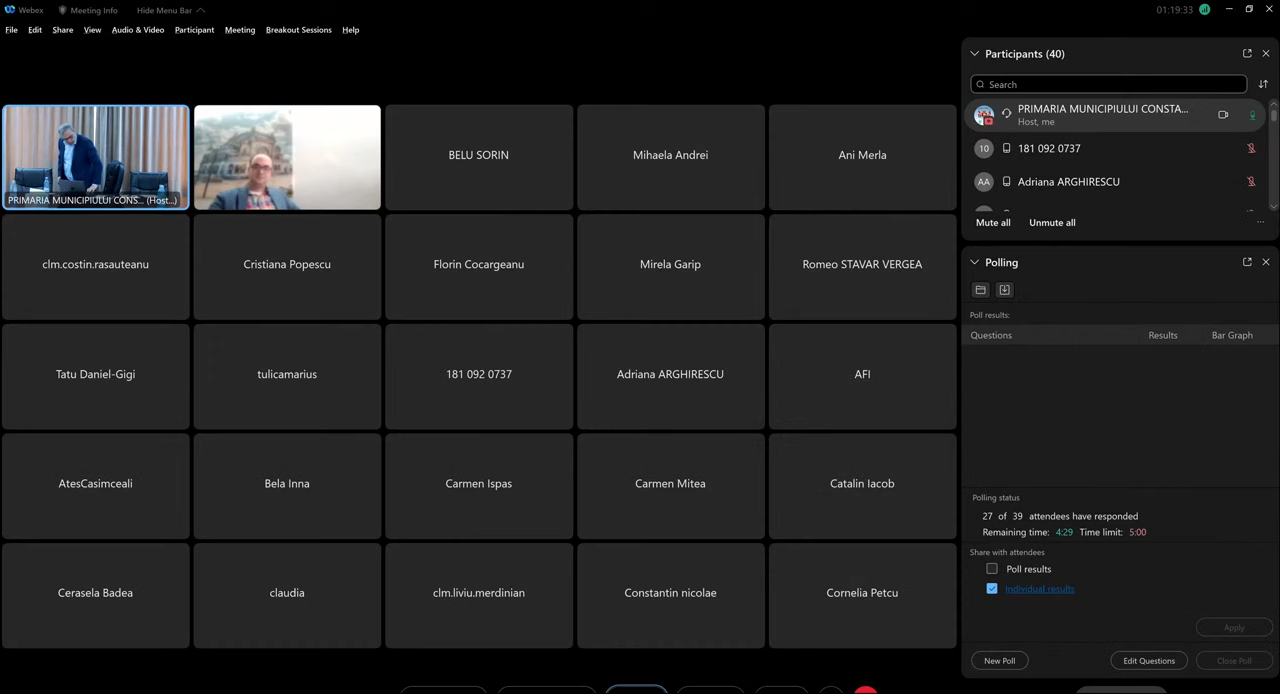 Webex Meeting Info Hide Menu Bar 01:19:33
File Edit Share View Audio & Video Participant Meeting Breakout Sessions Help
Participants (40)
Search
PRIMARIA MUNICIPIULUI CONSTA...
Host, me
10 181 092 0737
AA Adriana ARGHIRESCU
Mute all Unmute all ...
PRIMARIA MUNICIPIULUI CONS... (Host...)
BELU SORIN
Mihaela Andrei
Ani Merla
clm.costin.rasauteanu
Cristiana Popescu
Florin Cocargeanu
Mirela Garip
Romeo STAVAR VERGEA
Tatu Daniel-Gigi
tulicamarius
181 092 0737
Adriana ARGHIRESCU
AFI
AtesCasimceali
Bela Inna
Carmen Ispas
Carmen Mitea
Catalin Iacob
Cerasela Badea
claudia
clm.liviu.merdinian
Constantin nicolae
Cornelia Petcu
Polling
Poll results:
Questions Results Bar Graph
Polling status
27 of 39 attendees have responded
Remaining time: 4:29 Time limit: 5:00
Share with attendees
Poll results
Individual results
Apply
New Poll Edit Questions Close Poll